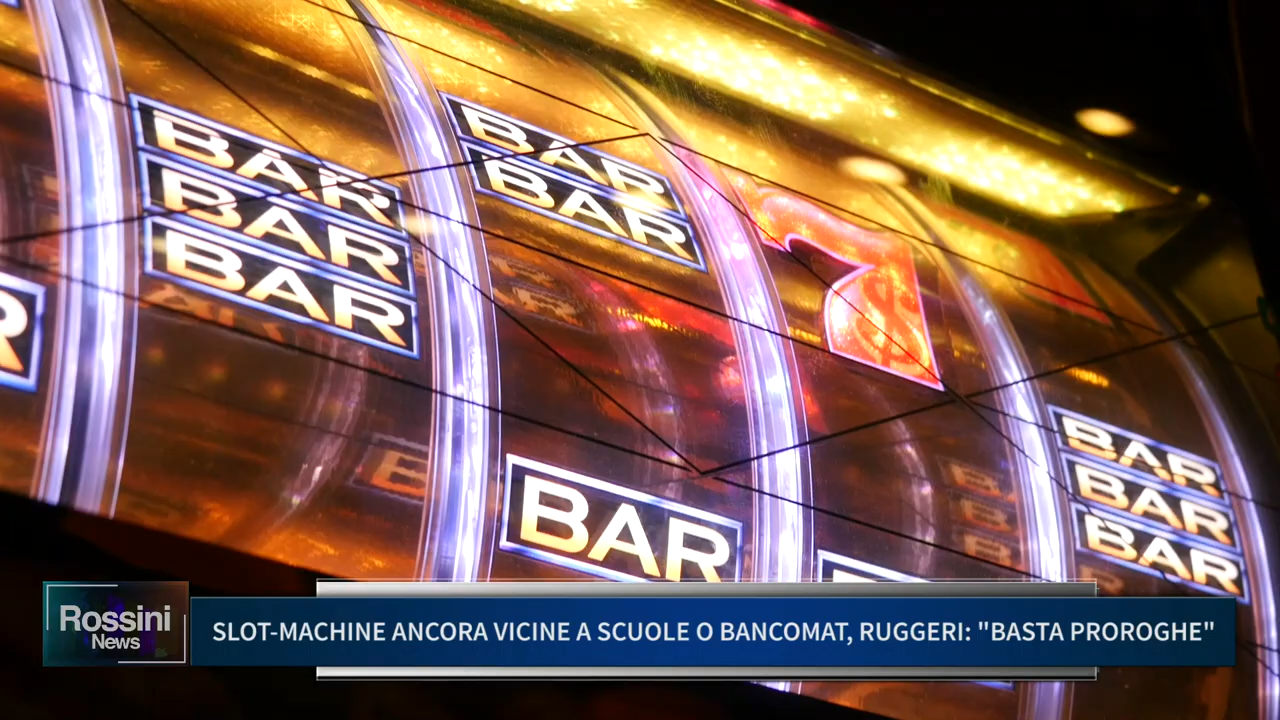 BAR
BAR
BAR
BAR
BAR
7
$
BAR
BAR
BAR
BAR
Rossini
News
SLOT-MACHINE ANCORA VICINE A SCUOLE O BANCOMAT, RUGGERI: "BASTA PROROGHE"